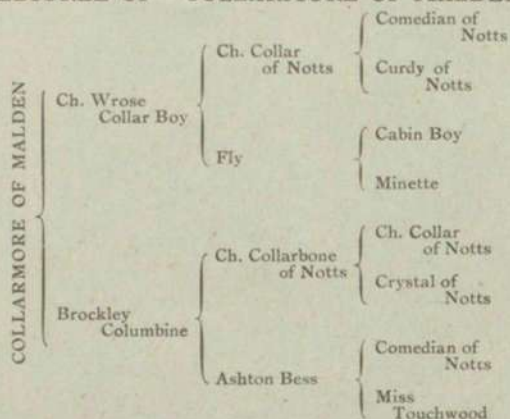 COLLARMORE OF MALDEN
Ch. Wrose
Collar Boy
Brockley
Columbine
Ch. Collar
of Notts
Fly
Ch. Collarbone
of Notts
Ashton Bess
Comedian of
Notts
Curdy of
Notts
Cabin Boy
Minette
Ch. Collar
of Notts
Crystal of
Notts
Comedian of
Notts
Miss
Touchwood